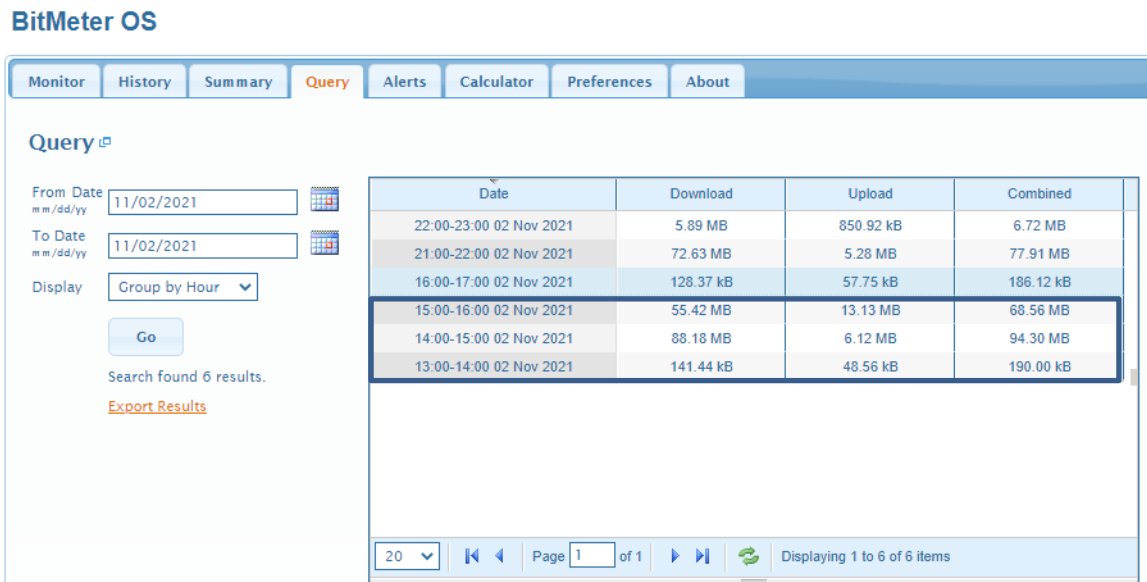 BitMeter OS
Monitor History Summary Query Alerts Calculator Preferences About
Query
From Date
mm/dd/yy
11/02/2021
To Date
mm/dd/yy
11/02/2021
Display Group by Hour
Go
Search found 6 results.
Export Results
Date Download Upload Combined
22:00-23:00 02 Nov 2021 5.89 MB 850.92 kB 6.72 MB
21:00-22:00 02 Nov 2021 72.63 MB 5.28 MB 77.91 MB
16:00-17:00 02 Nov 2021 128.37 kB 57.75 kB 186.12 kB
15:00-16:00 02 Nov 2021 55.42 MB 13.13 MB 68.56 MB
14:00-15:00 02 Nov 2021 88.18 MB 6.12 MB 94.30 MB
13:00-14:00 02 Nov 2021 141.44 kB 48.56 kB 190.00 kB
20 Page 1 of 1 Displaying 1 to 6 of 6 items